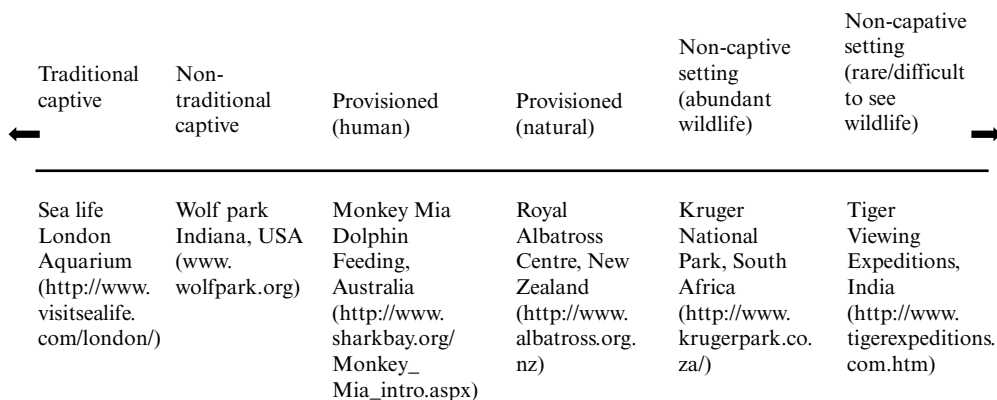 Traditional
captive
Non-
traditional
captive
Provisioned
(human)
Provisioned
(natural)
Non-captive
setting
(abundant
wildlife)
Non-capative
setting
(rare/difficult
to see
wildlife)
Sea life
London
Aquarium
(http://www.
visitsealife.
com/london/)
Wolf park
Indiana, USA
(www.
wolfpark.org)
Monkey Mia
Dolphin
Feeding,
Australia
(http://www.
sharkbay.org/
Monkey_
Mia_intro.aspx)
Royal
Albatross
Centre, New
Zealand
(http://www.
albatross.org.
nz)
Kruger
National
Park, South
Africa
(http://www.
krugerpark.co.
za/)
Tiger
Viewing
Expeditions,
India
(http://www.
tigerexpeditions.
com.htm)